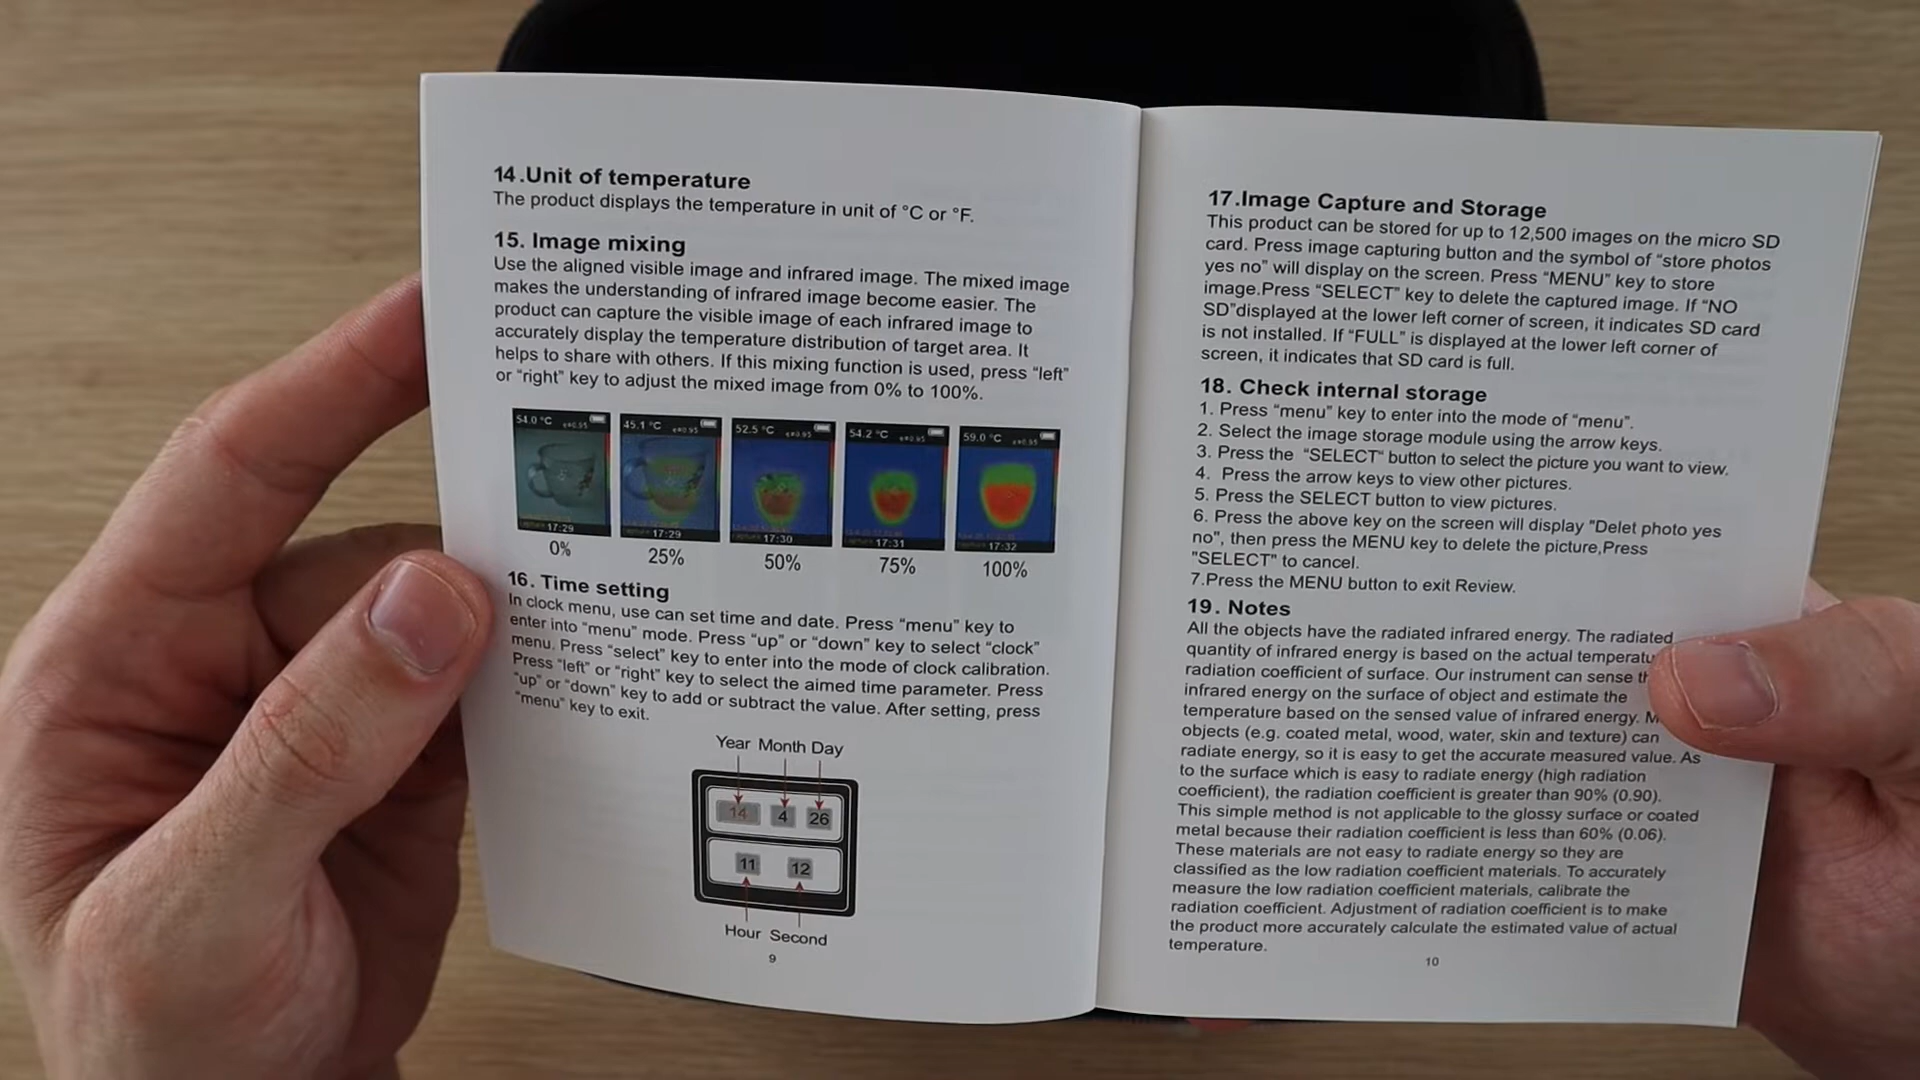 14.Unit of temperature
The product displays the temperature in unit of °C or °F.
15. Image mixing
Use the aligned visible image and infrared image. The mixed image
makes the understanding of infrared image become easier. The
product can capture the visible image of each infrared image to
accurately display the temperature distribution of target area. It
helps to share with others. If this mixing function is used, press “left”
or “right” key to adjust the mixed image from 0% to 100%.
54.0 °C
45.1 °C
52.5 °C
54.2 °C
59.0 °C
17:29
17:29
17:30
17:31
17:32
0%
25%
50%
75%
100%
16. Time setting
In clock menu, use can set time and date. Press “menu” key to
enter into “menu” mode. Press “up” or “down” key to select “clock”
menu. Press “select” key to enter into the mode of clock calibration.
Press “left” or “right” key to select the aimed time parameter. Press
“up” or “down” key to add or subtract the value. After setting, press
“menu” key to exit.
Year Month Day
14 4 26
11 12
Hour Second
9
17.Image Capture and Storage
This product can be stored for up to 12,500 images on the micro SD
card. Press image capturing button and the symbol of “store photos
yes no” will display on the screen. Press “MENU” key to store
image.Press “SELECT” key to delete the captured image. If “NO
SD”displayed at the lower left corner of screen, it indicates SD card
is not installed. If “FULL” is displayed at the lower left corner of
screen, it indicates that SD card is full.
18. Check internal storage
1. Press “menu” key to enter into the mode of “menu”.
2. Select the image storage module using the arrow keys.
3. Press the “SELECT“ button to select the picture you want to view.
4. Press the arrow keys to view other pictures.
5. Press the SELECT button to view pictures.
6. Press the above key on the screen will display "Delet photo yes
no", then press the MENU key to delete the picture,Press
"SELECT" to cancel.
7.Press the MENU button to exit Review.
19. Notes
All the objects have the radiated infrared energy. The radiated
quantity of infrared energy is based on the actual
radiation coefficient of surface. Our instrument can sense
infrared energy on the surface of object and estimate the
temperature based on the sensed value of infrared energy.
objects (e.g. coated metal, wood, water, skin and texture) can
radiate energy, so it is easy to get the accurate measured value. As
to the surface which is easy to radiate energy (high radiation
coefficient), the radiation coefficient is greater than 90% (0.90).
This simple method is not applicable to the glossy surface or coated
metal because their radiation coefficient is less than 60% (0.06).
These materials are not easy to radiate energy so they are
classified as the low radiation coefficient materials. To accurately
measure the low radiation coefficient materials, calibrate the
radiation coefficient. Adjustment of radiation coefficient is to make
the product more accurately calculate the estimated value of actual
temperature.
10